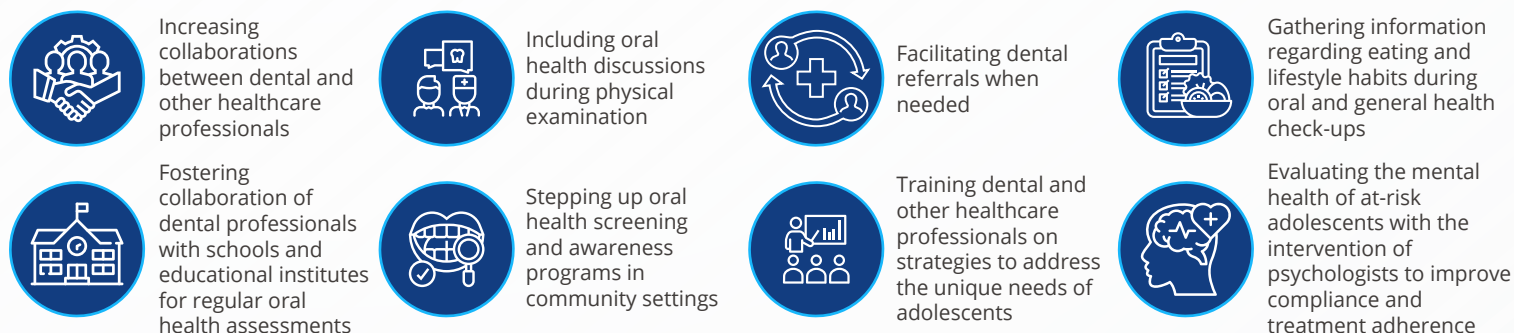 Increasing
collaborations
between dental and
other healthcare
professionals
Including oral
health discussions
during physical
examination
Facilitating dental
referrals when
needed
Gathering information
regarding eating and
lifestyle habits during
oral and general health
check-ups
Fostering
collaboration of
dental professionals
with schools and
educational institutes
for regular oral
health assessments
Stepping up oral
health screening
and awareness
programs in
community settings
Training dental and
other healthcare
professionals on
strategies to address
the unique needs of
adolescents
Evaluating the mental
health of at-risk
adolescents with the
intervention of
psychologists to improve
compliance and
treatment adherence